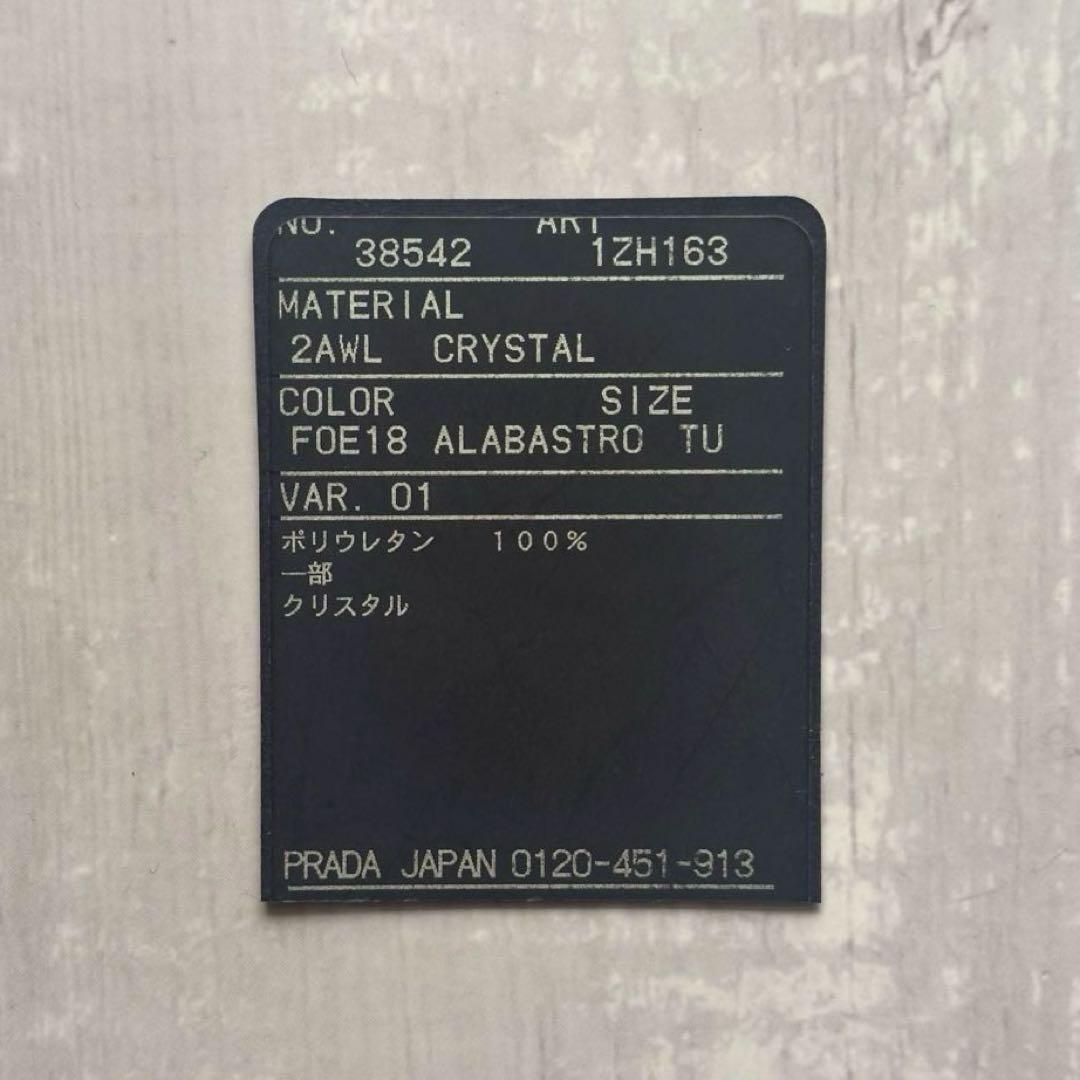 NO. ART
38542 1ZH163
MATERIAL
2AWL CRYSTAL
COLOR SIZE
F0E18 ALABASTRO TU
VAR. 01
ポリウレタン 100%
一部
クリスタル
PRADA JAPAN 0120-451-913